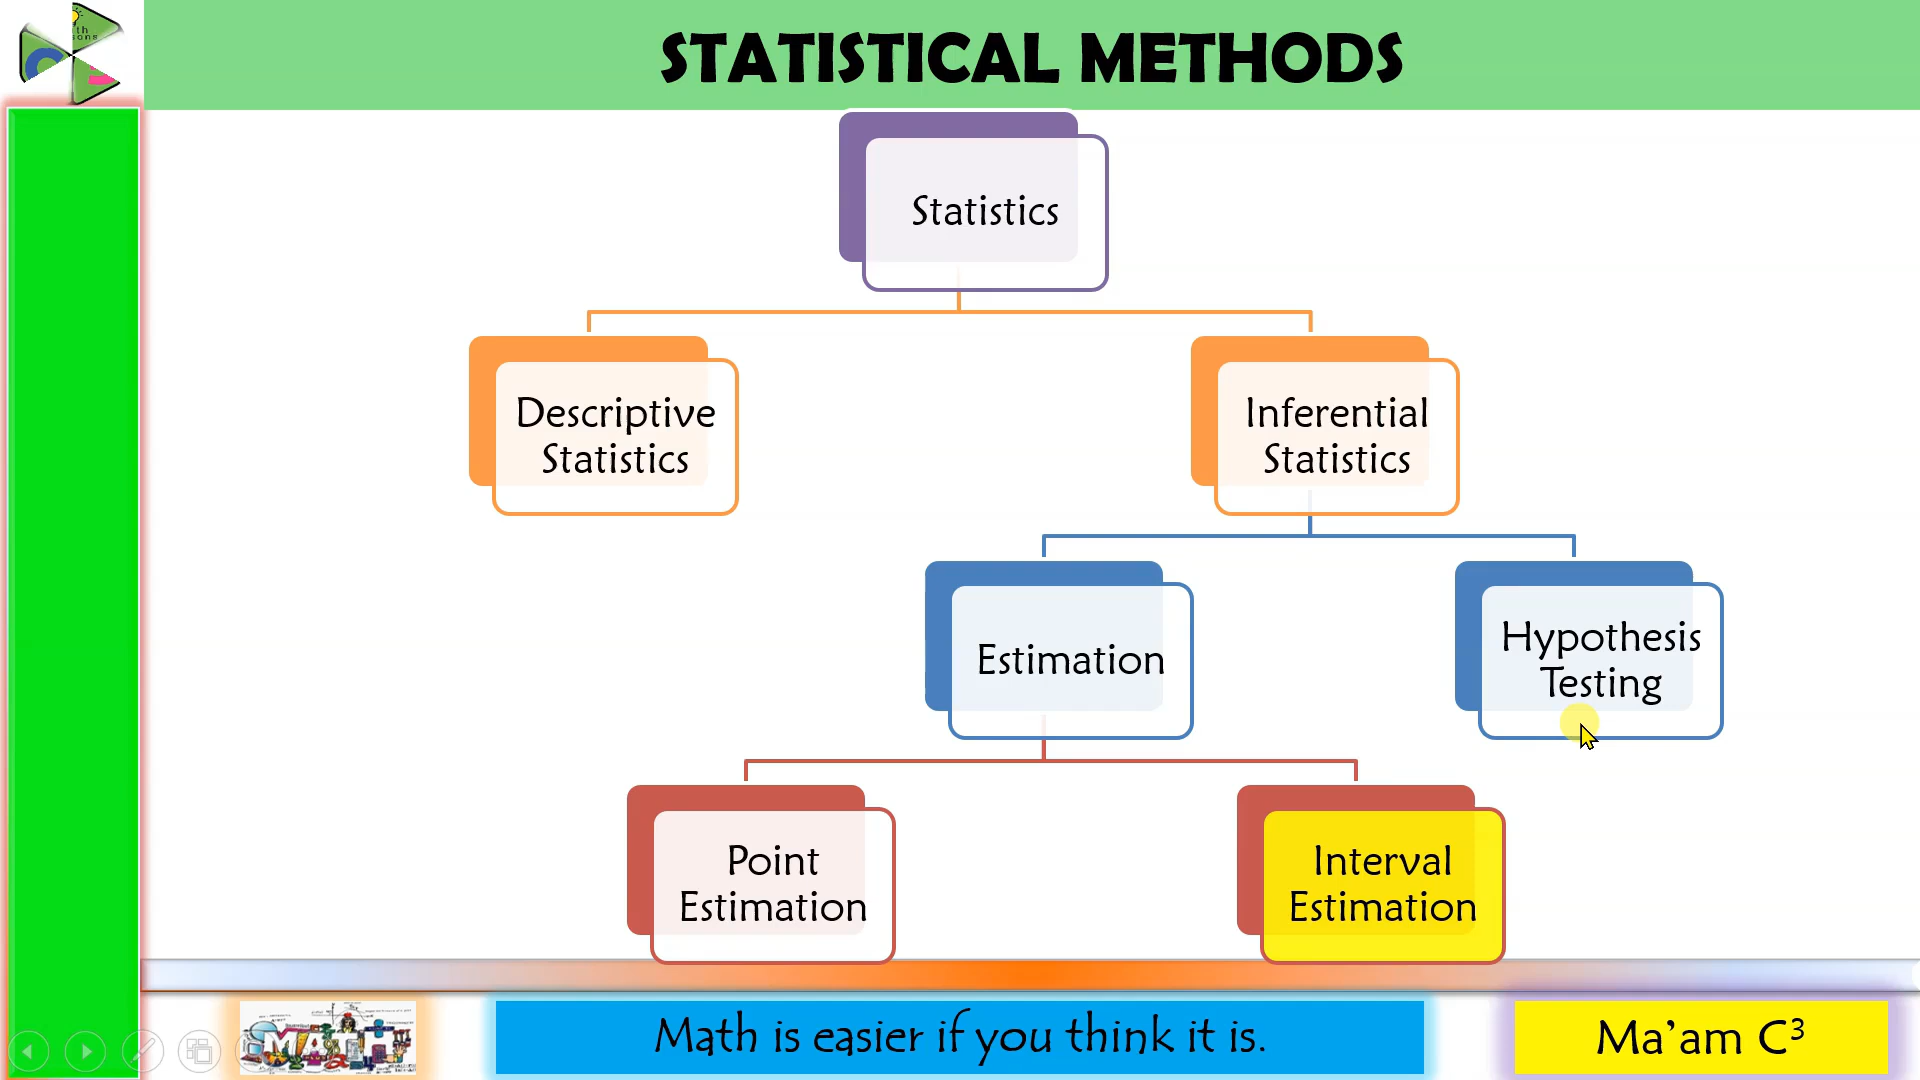 STATISTICAL METHODS
Statistics
Descriptive
Statistics
Inferential
Statistics
Estimation
Hypothesis
Testing
Point
Estimation
Interval
Estimation
MATH
Math is easier if you think it is.
Ma'am C³